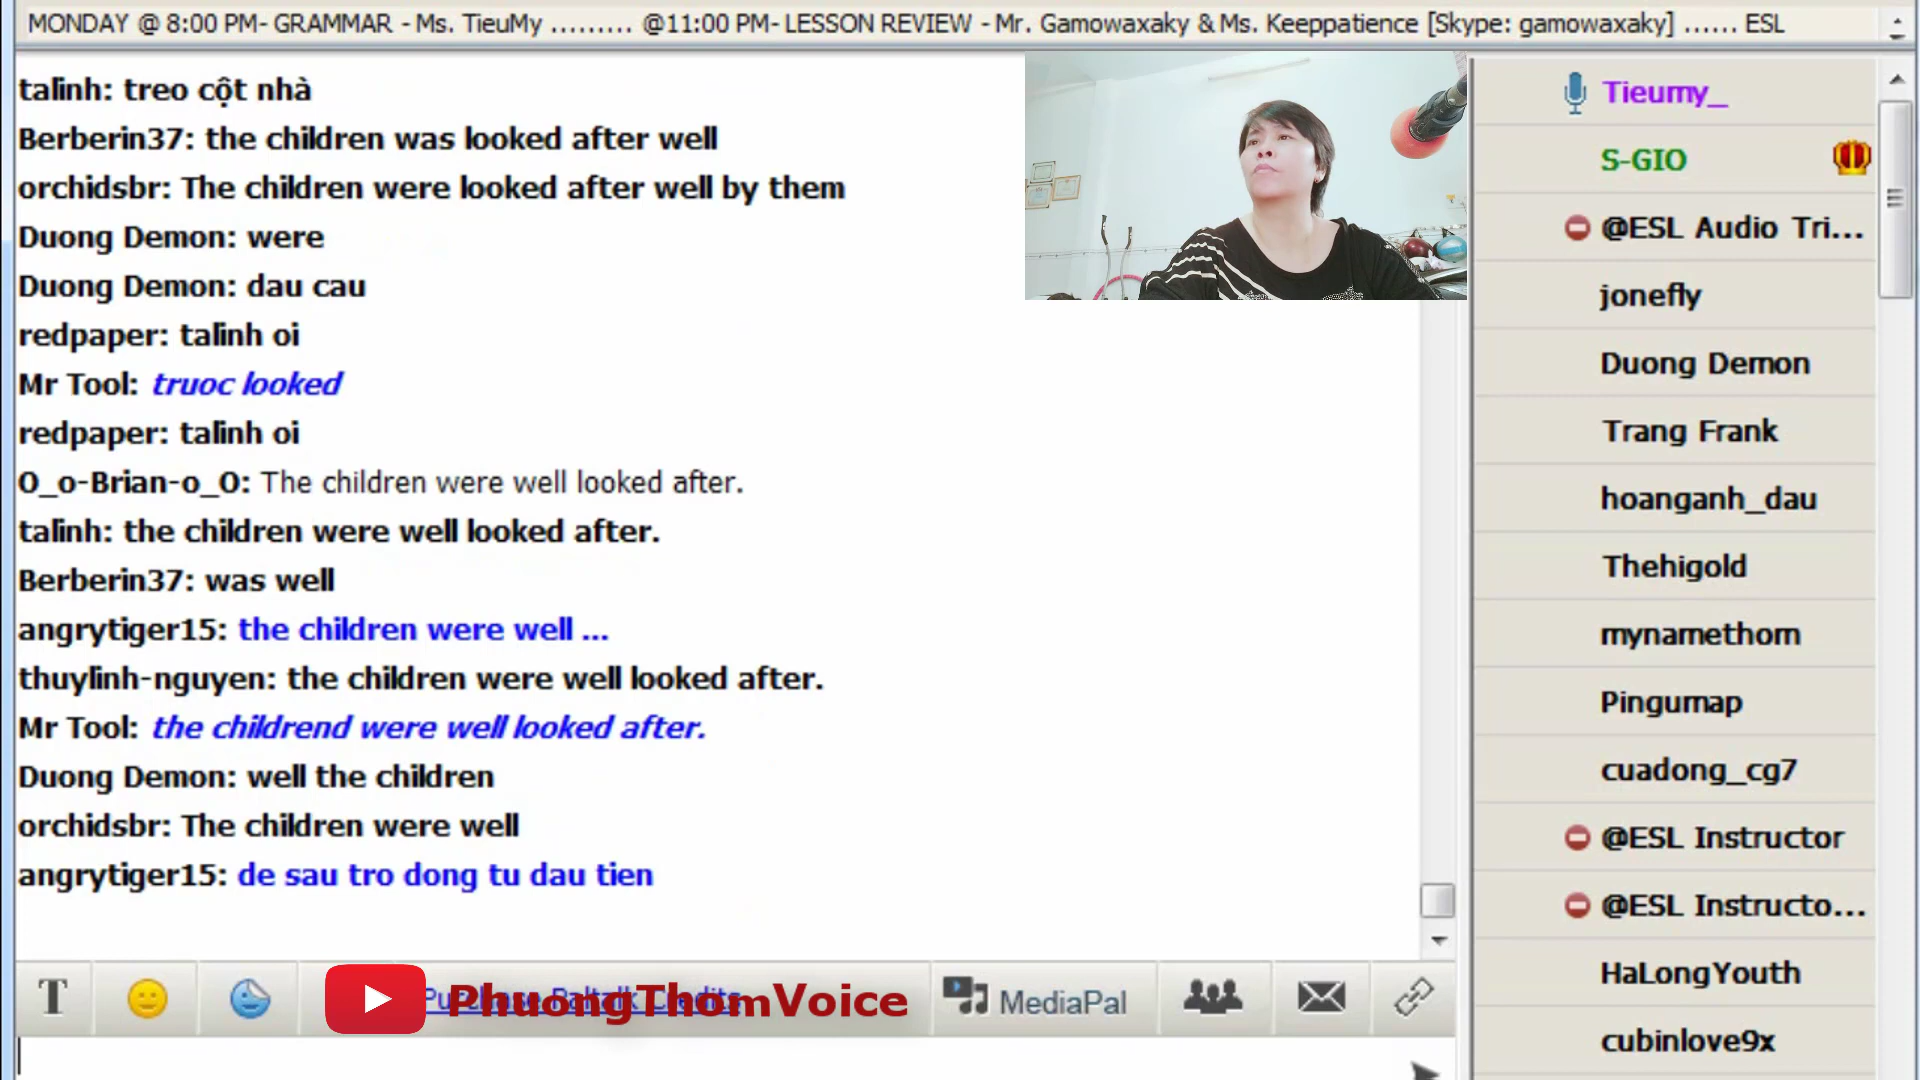 MONDAY @ 8:00 PM- GRAMMAR - Ms. TieuMy ......... @11:00 PM- LESSON REVIEW - Mr. Gamowaxaky & Ms. Keeppatience [Skype: gamowaxaky] ...... ESL
talinh: treo cột nhà
Berberin37: the children was looked after well
orchidsbr: The children were looked after well by them
Duong Demon: were
Duong Demon: dau cau
redpaper: talinh oi
Mr Tool: truoc looked
redpaper: talinh oi
O_o-Brian-o_O: The children were well looked after.
talinh: the children were well looked after.
Berberin37: was well
angrytiger15: the children were well ...
thuylinh-nguyen: the children were well looked after.
Mr Tool: the childrend were well looked after.
Duong Demon: well the children
orchidsbr: The children were well
angrytiger15: de sau tro dong tu dau tien
T
Purchase Paltalk Credits
PhuongThomVoice
MediaPal
Tieumy_
S-GIO
@ESL Audio Tri...
jonefly
Duong Demon
Trang Frank
hoanganh_dau
Thehigold
mynamethom
Pingumap
cuadong_cg7
@ESL Instructor
@ESL Instructo...
HaLongYouth
cubinlove9x